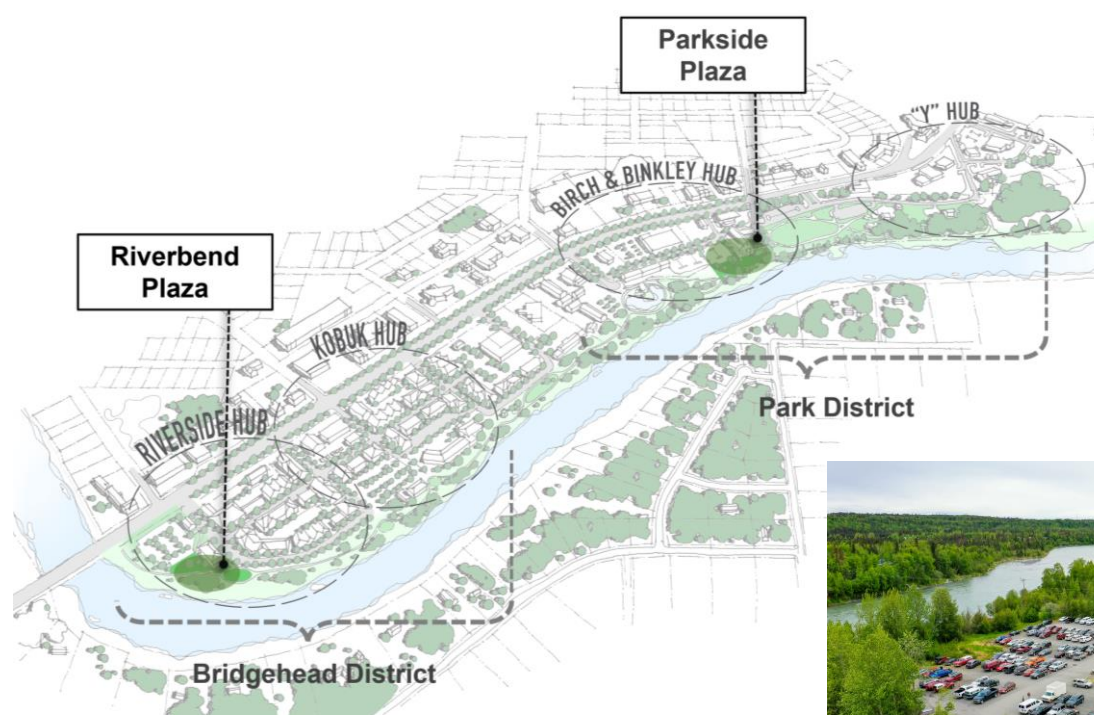 Parkside
Plaza
"Y" HUB
BIRCH & BINKLEY HUB
Riverbend
Plaza
KOBUK HUB
RIVERSIDE HUB
Park District
Bridgehead District